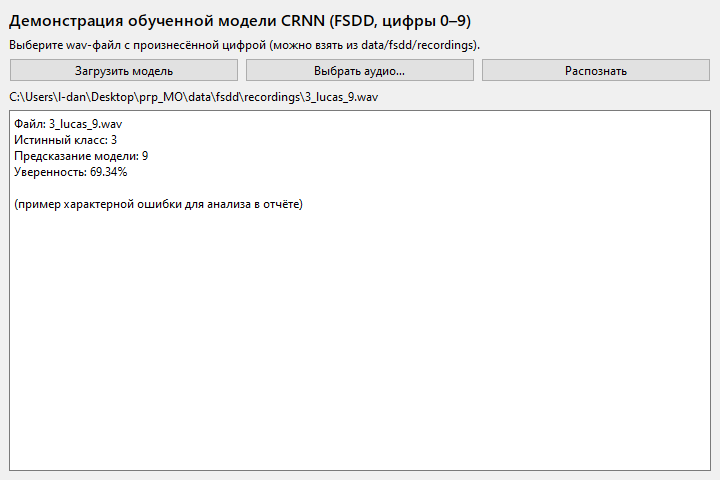 Демонстрация обученной модели CRNN (FSDD, цифры 0–9)
Выберите wav-файл с произнесённой цифрой (можно взять из data/fsdd/recordings).
Загрузить модель
Выбрать аудио...
Распознать
C:\Users\I-dan\Desktop\ргр_МО\data\fsdd\recordings\3_lucas_9.wav
Файл: 3_lucas_9.wav
Истинный класс: 3
Предсказание модели: 9
Уверенность: 69.34%
(пример характерной ошибки для анализа в отчёте)